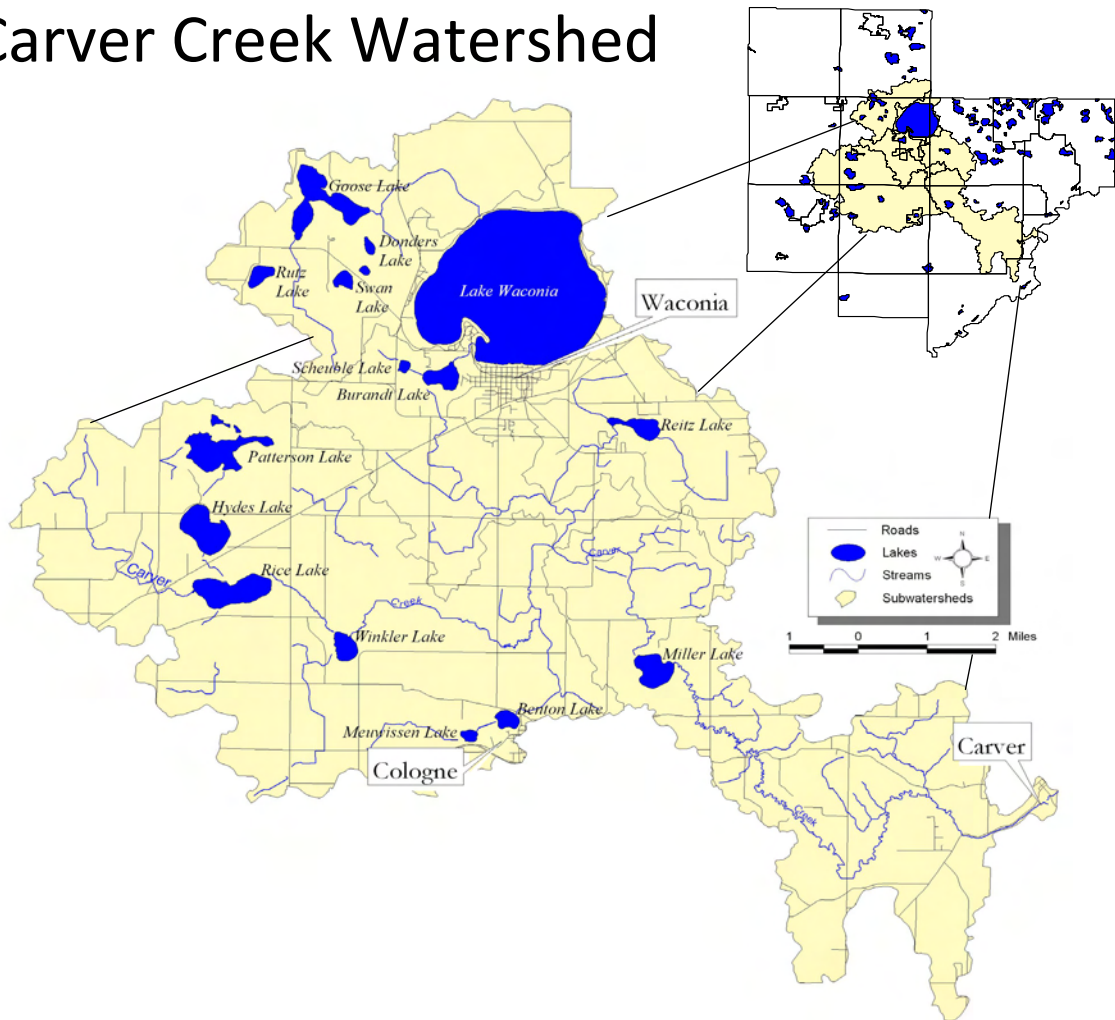 Carver Creek Watershed
Goose Lake
Donders
Lake
Rutz
Lake
Swan
Lake
Lake Waconia
Waconia
Scheuble Lake
Burandt Lake
Reitz Lake
Patterson Lake
Hydes Lake
Carver
Rice Lake
Carver
Creek
Winkler Lake
Miller Lake
Benton Lake
Meuwissen Lake
Cologne
Carver
Creek
Roads
Lakes
Streams
Subwatersheds
N
W E
S
1 0 1 2 Miles